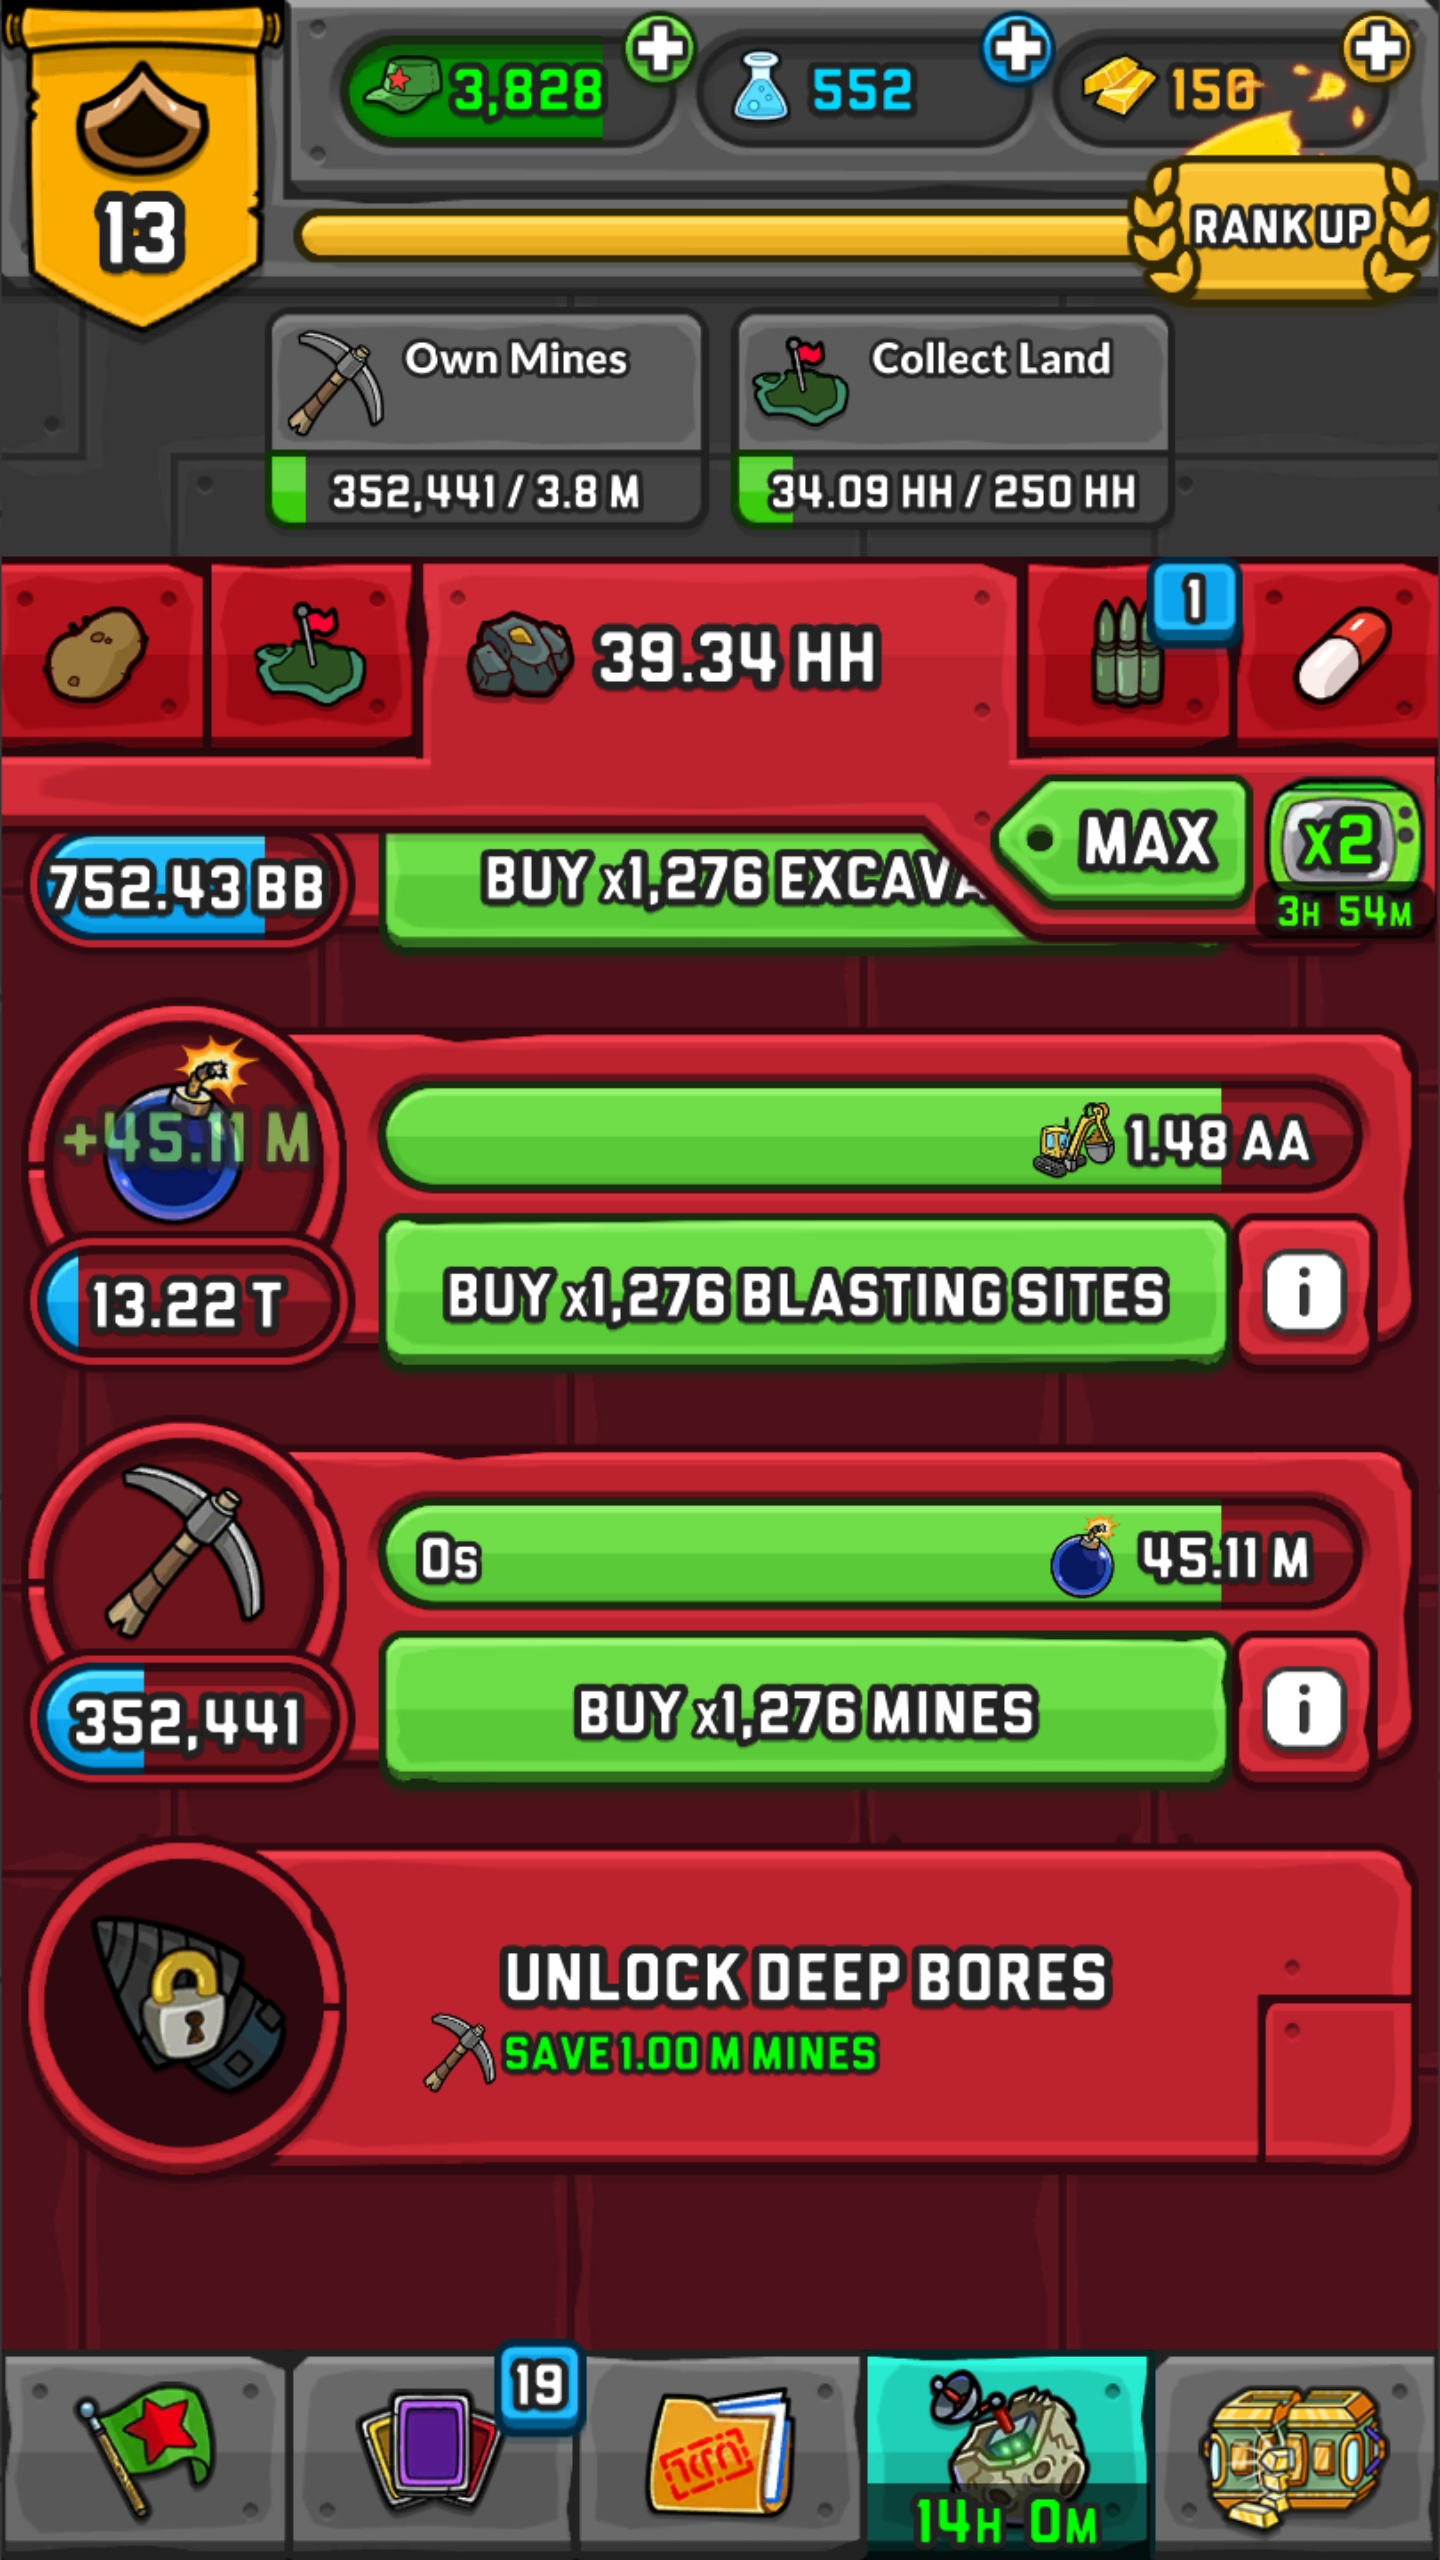 3,828
552
150
13
RANK UP
Own Mines
352,441 / 3.8 M
Collect Land
34.09 HH / 250 HH
39.34 HH
1
MAX
x2
3H 54M
752.43 BB
BUY x1,276 EXCAVA
+45.11 M
1.48 AA
13.22 T
BUY x1,276 BLASTING SITES
i
0s
45.11 M
352,441
BUY x1,276 MINES
i
UNLOCK DEEP BORES
SAVE 1.00 M MINES
19
14H 0M